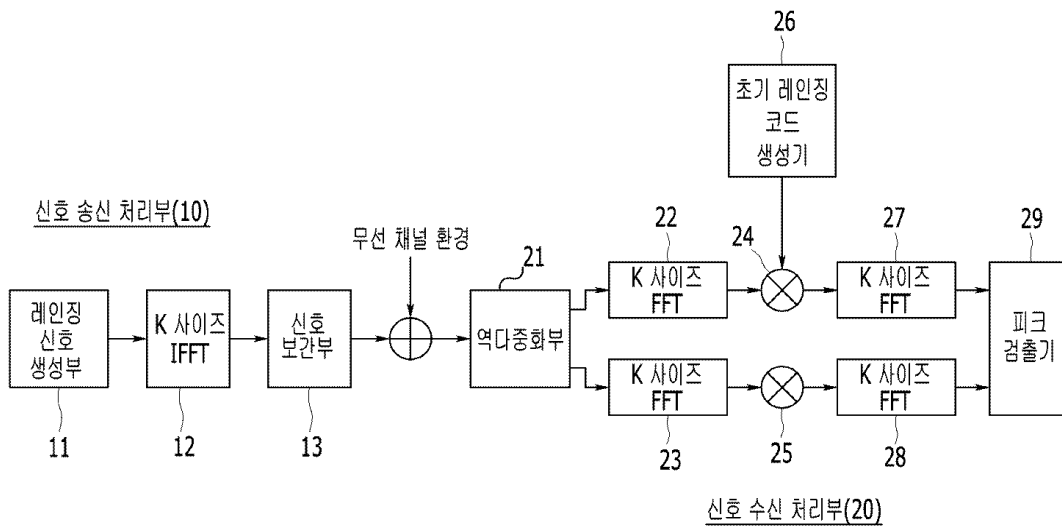 26
초기 레인징
코드
생성기
신호 송신 처리부(10)
무선 채널 환경
21
22
24
27
29
레인징
신호
생성부
K 사이즈
IFFT
신호
보간부
역다중화부
K 사이즈
FFT
K 사이즈
FFT
피크
검출기
K 사이즈
FFT
K 사이즈
FFT
11
12
13
23
25
28
신호 수신 처리부(20)